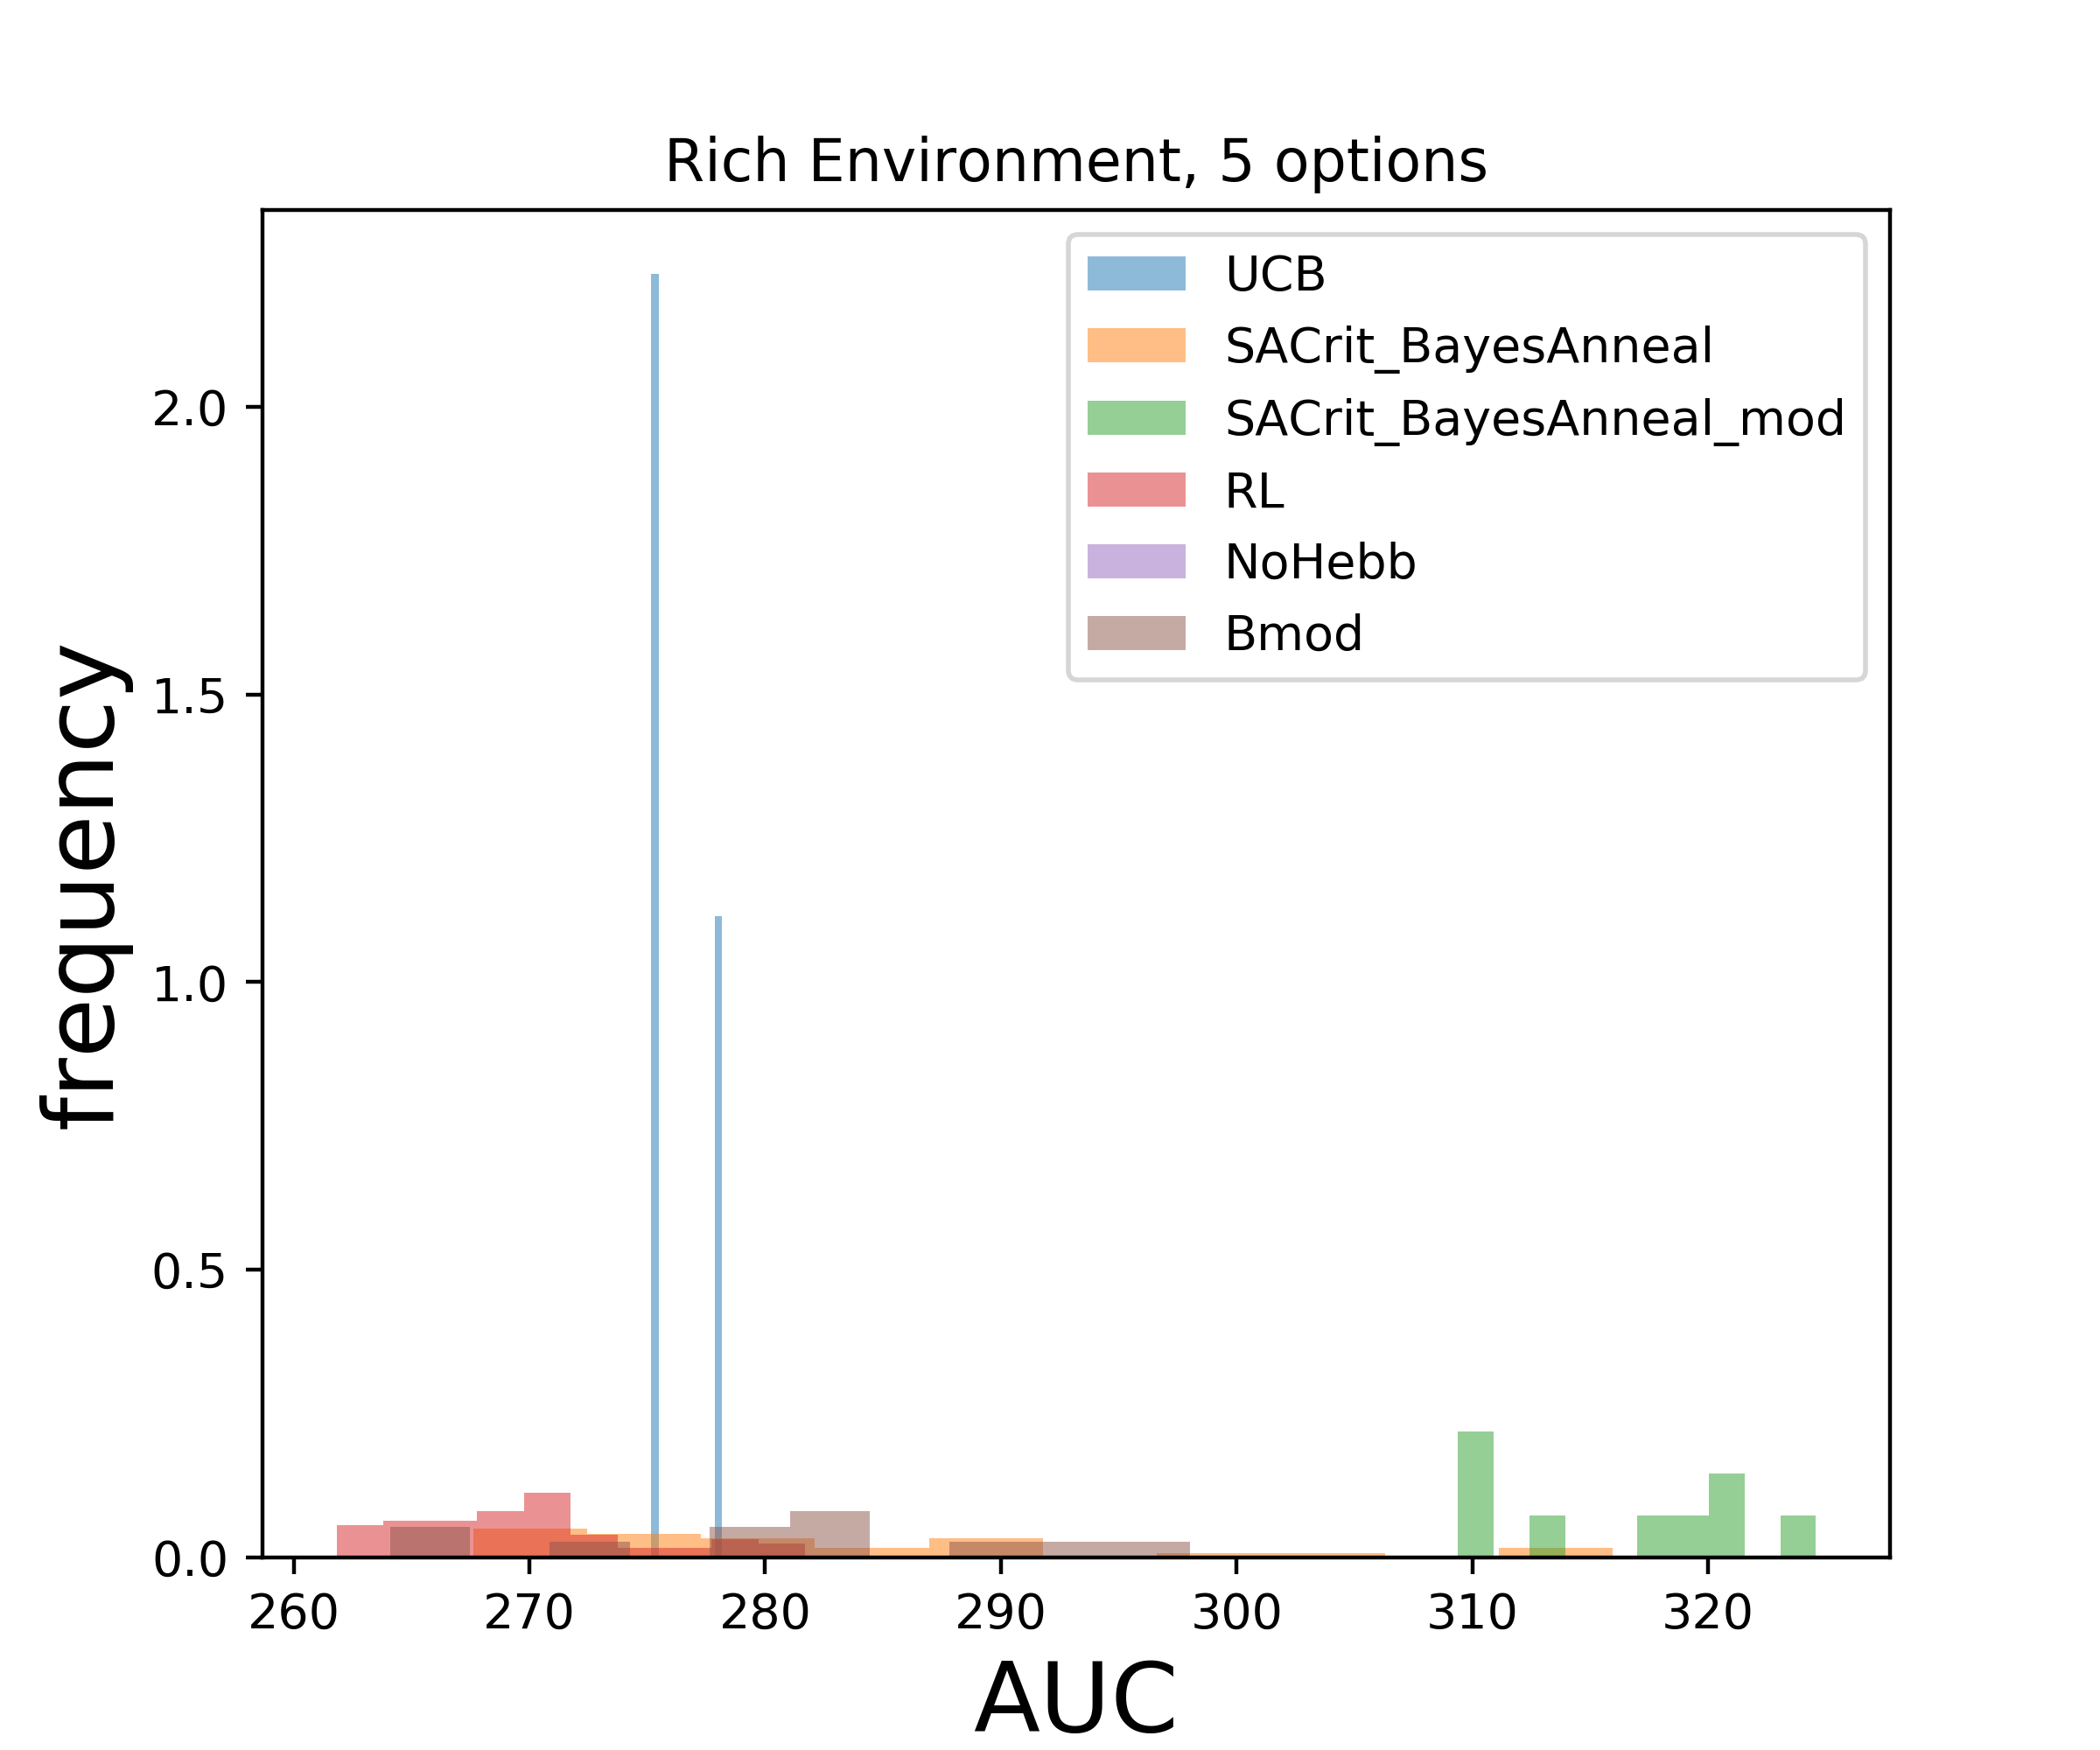 Rich Environment, 5 options
UCB
SACrit_BayesAnneal
SACrit_BayesAnneal_mod
RL
NoHebb
Bmod
frequency
2.0
1.5
1.0
0.5
0.0
260 270 280 290 300 310 320
AUC